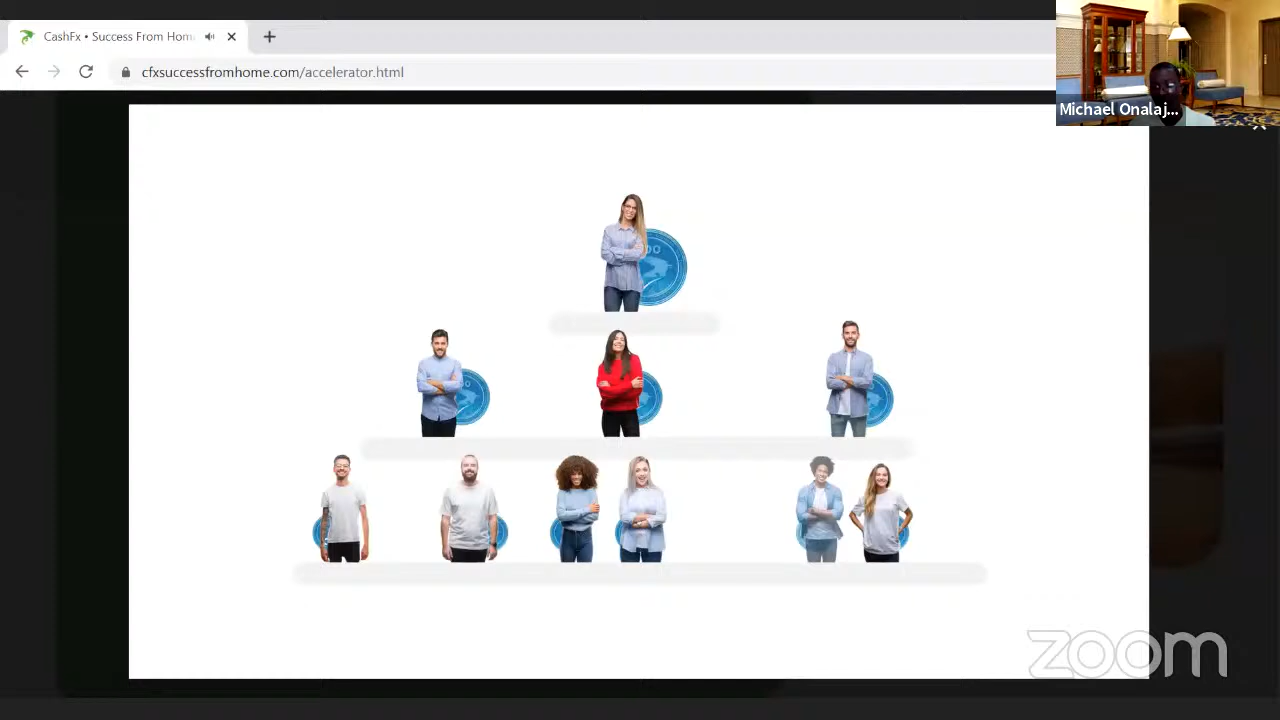 CashFx • Success From Hom
cfxsuccessfromhome.com/accelerator.html
Michael Onalaj...
zoom